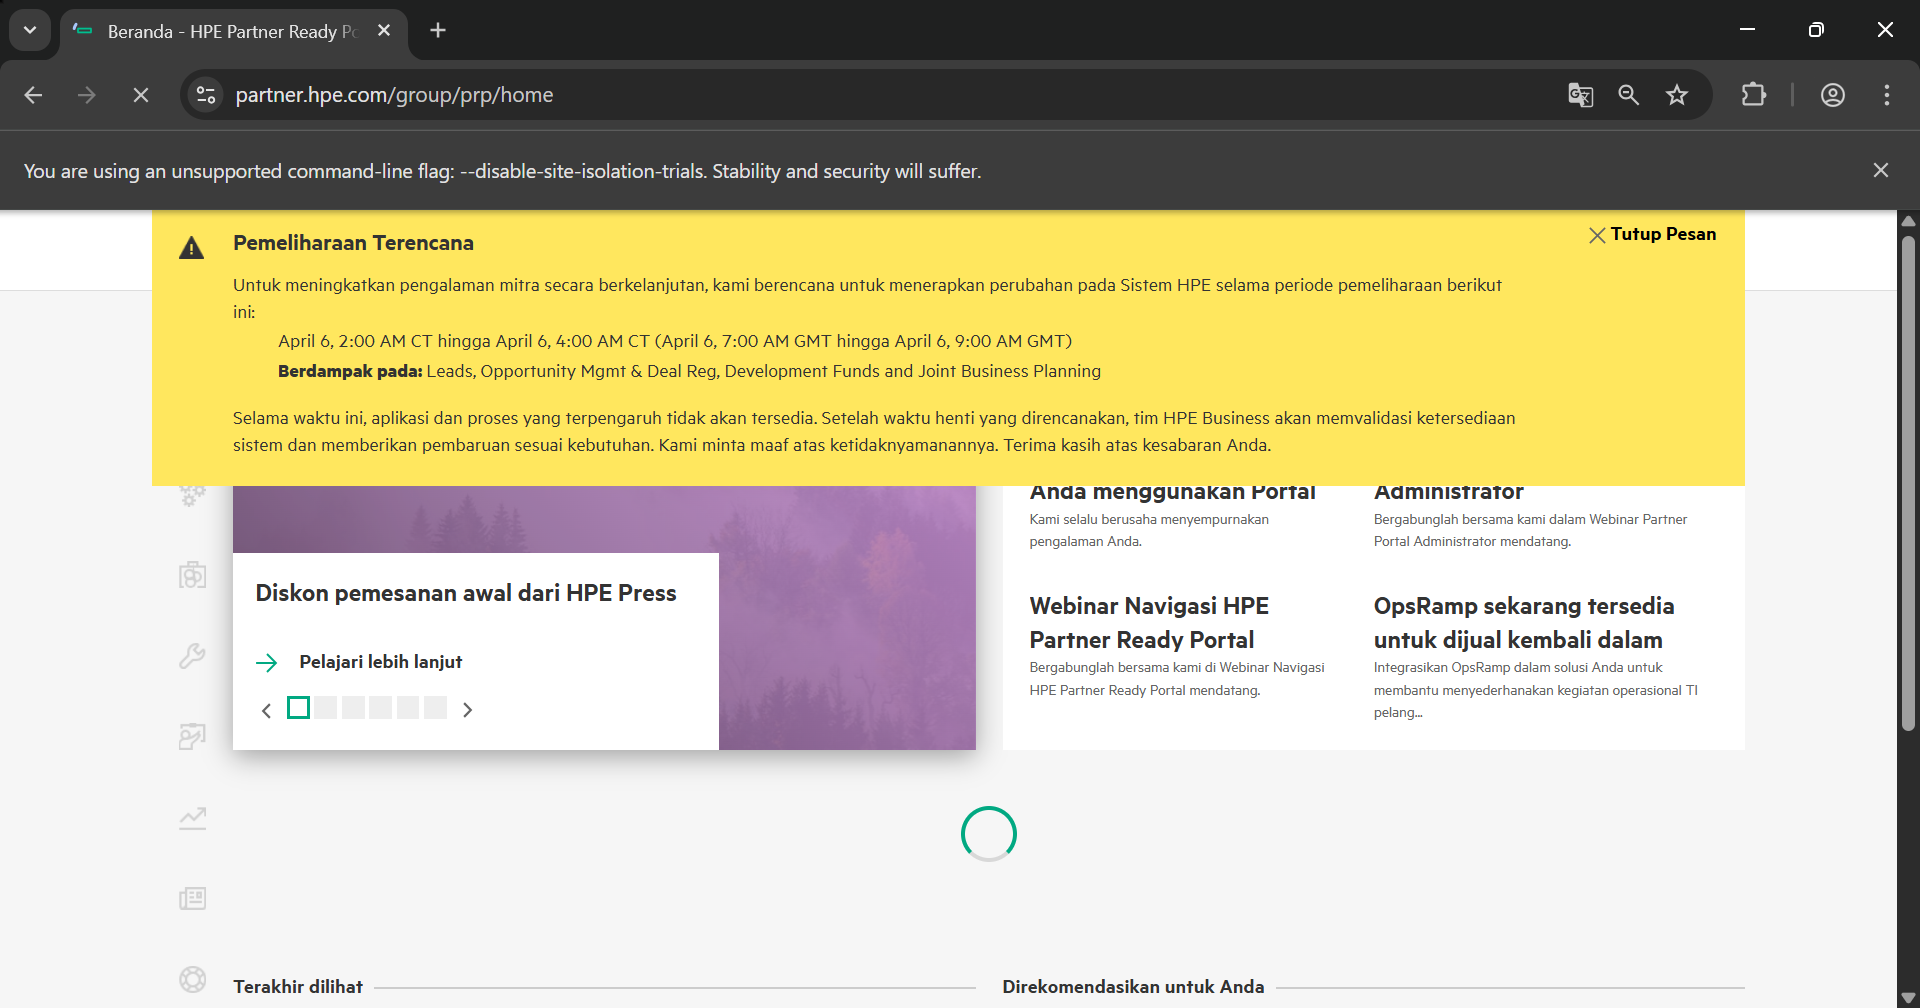 Beranda - HPE Partner Ready Po
partner.hpe.com/group/prp/home
You are using an unsupported command-line flag: --disable-site-isolation-trials. Stability and security will suffer.
Pemeliharaan Terencana
Tutup Pesan
Untuk meningkatkan pengalaman mitra secara berkelanjutan, kami berencana untuk menerapkan perubahan pada Sistem HPE selama periode pemeliharaan berikut
ini:
April 6, 2:00 AM CT hingga April 6, 4:00 AM CT (April 6, 7:00 AM GMT hingga April 6, 9:00 AM GMT)
Berdampak pada: Leads, Opportunity Mgmt & Deal Reg, Development Funds and Joint Business Planning
Selama waktu ini, aplikasi dan proses yang terpengaruh tidak akan tersedia. Setelah waktu henti yang direncanakan, tim HPE Business akan memvalidasi ketersediaan
sistem dan memberikan pembaruan sesuai kebutuhan. Kami minta maaf atas ketidaknyamanannya. Terima kasih atas kesabaran Anda.
Diskon pemesanan awal dari HPE Press
Pelajari lebih lanjut
Anda menggunakan Portal
Kami selalu berusaha menyempurnakan
pengalaman Anda.
Administrator
Bergabunglah bersama kami dalam Webinar Partner
Portal Administrator mendatang.
Webinar Navigasi HPE
Partner Ready Portal
Bergabunglah bersama kami di Webinar Navigasi
HPE Partner Ready Portal mendatang.
OpsRamp sekarang tersedia
untuk dijual kembali dalam
Integrasikan OpsRamp dalam solusi Anda untuk
membantu menyederhanakan kegiatan operasional TI
pelang...
Terakhir dilihat
Direkomendasikan untuk Anda